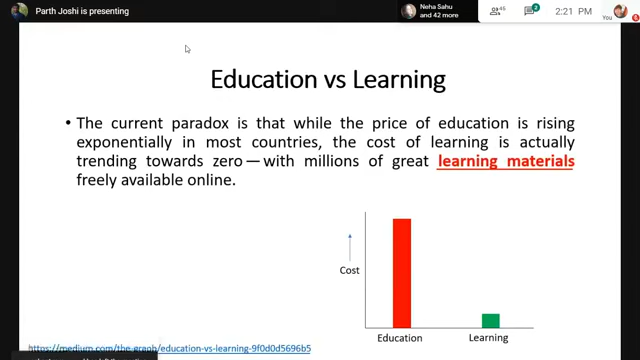 Parth Joshi is presenting
Neha Sahu
and 42 more
45
2
2:21 PM
You
Education vs Learning
• The current paradox is that while the price of education is rising
exponentially in most countries, the cost of learning is actually
trending towards zero — with millions of great learning materials
freely available online.
Cost
Education
Learning
https://medium.com/the-graph/education-vs-learning-9f0d0d5696b5